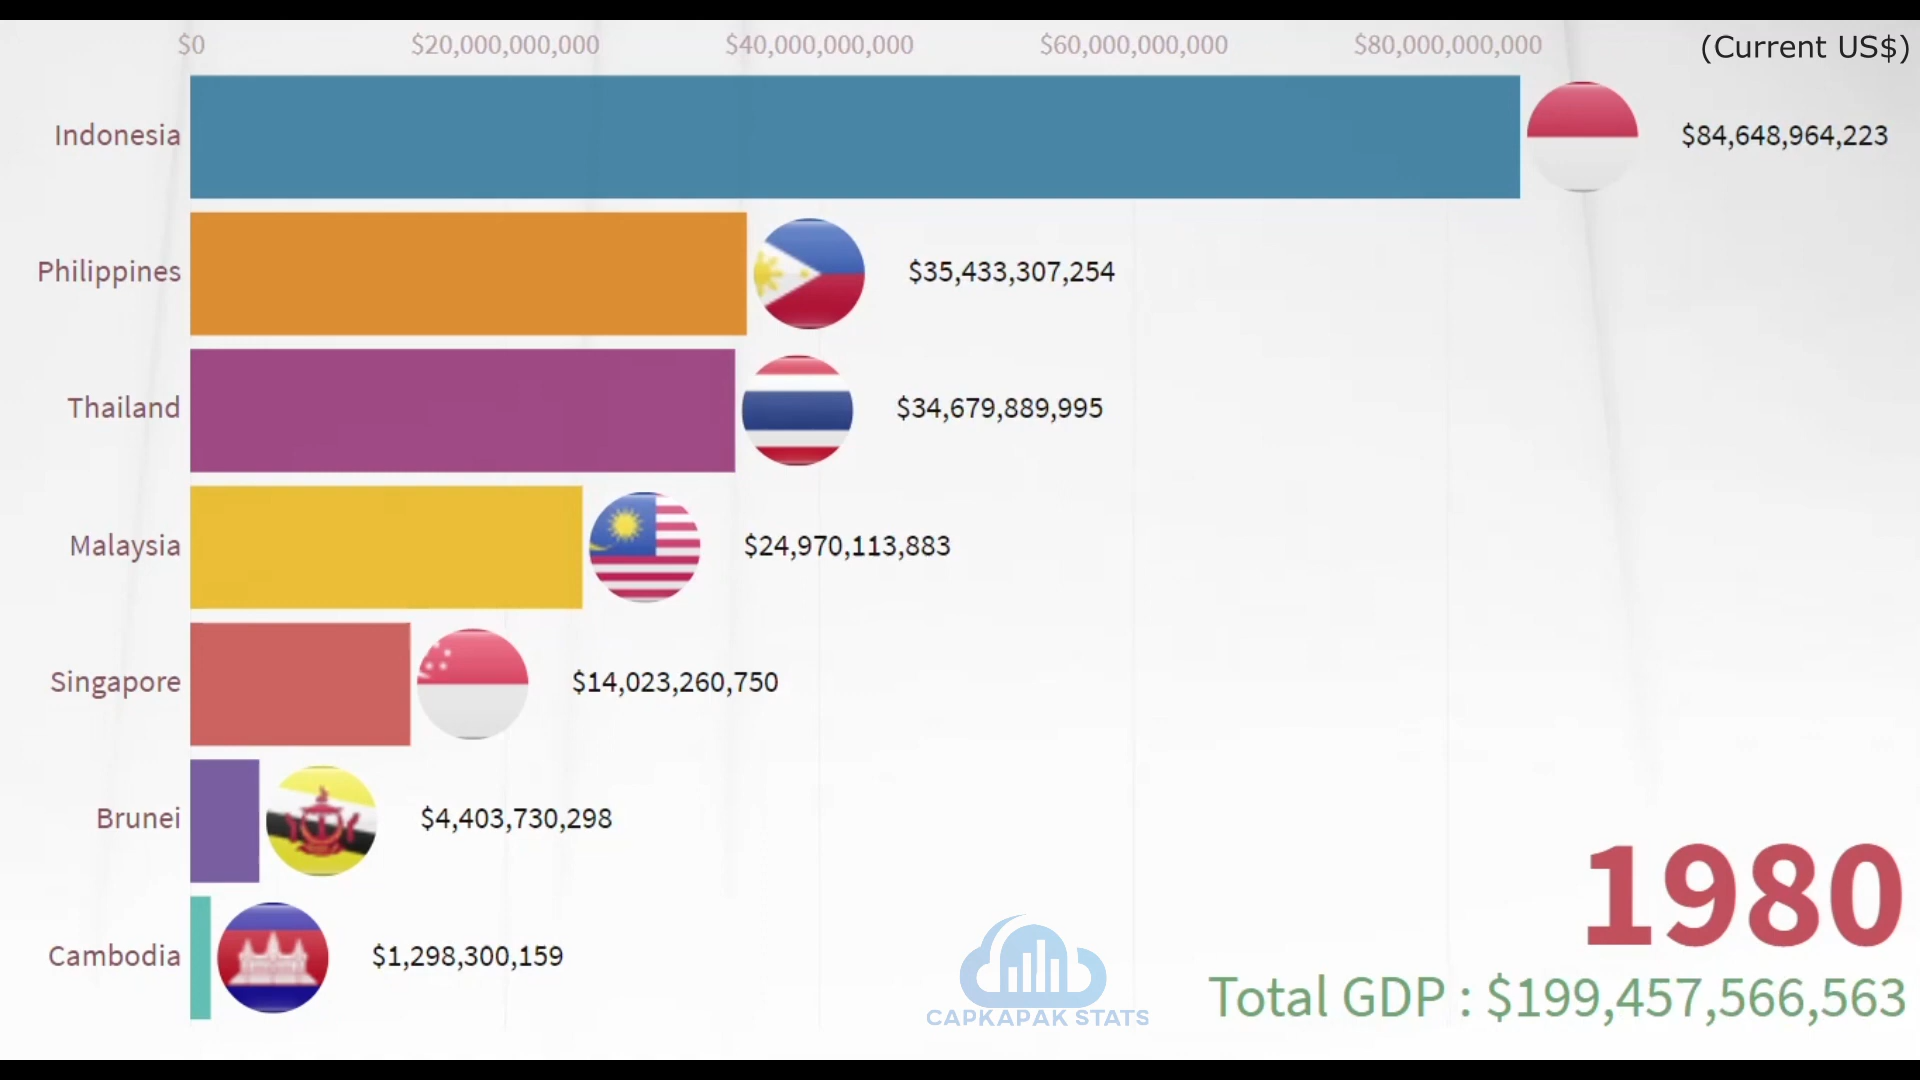 $0 $20,000,000,000 $40,000,000,000 $60,000,000,000 $80,000,000,000 (Current US$)
Indonesia $84,648,964,223
Philippines $35,433,307,254
Thailand $34,679,889,995
Malaysia $24,970,113,883
Singapore $14,023,260,750
Brunei $4,403,730,298
Cambodia $1,298,300,159
1980
Total GDP : $199,457,566,563
CAPKAPAK STATS